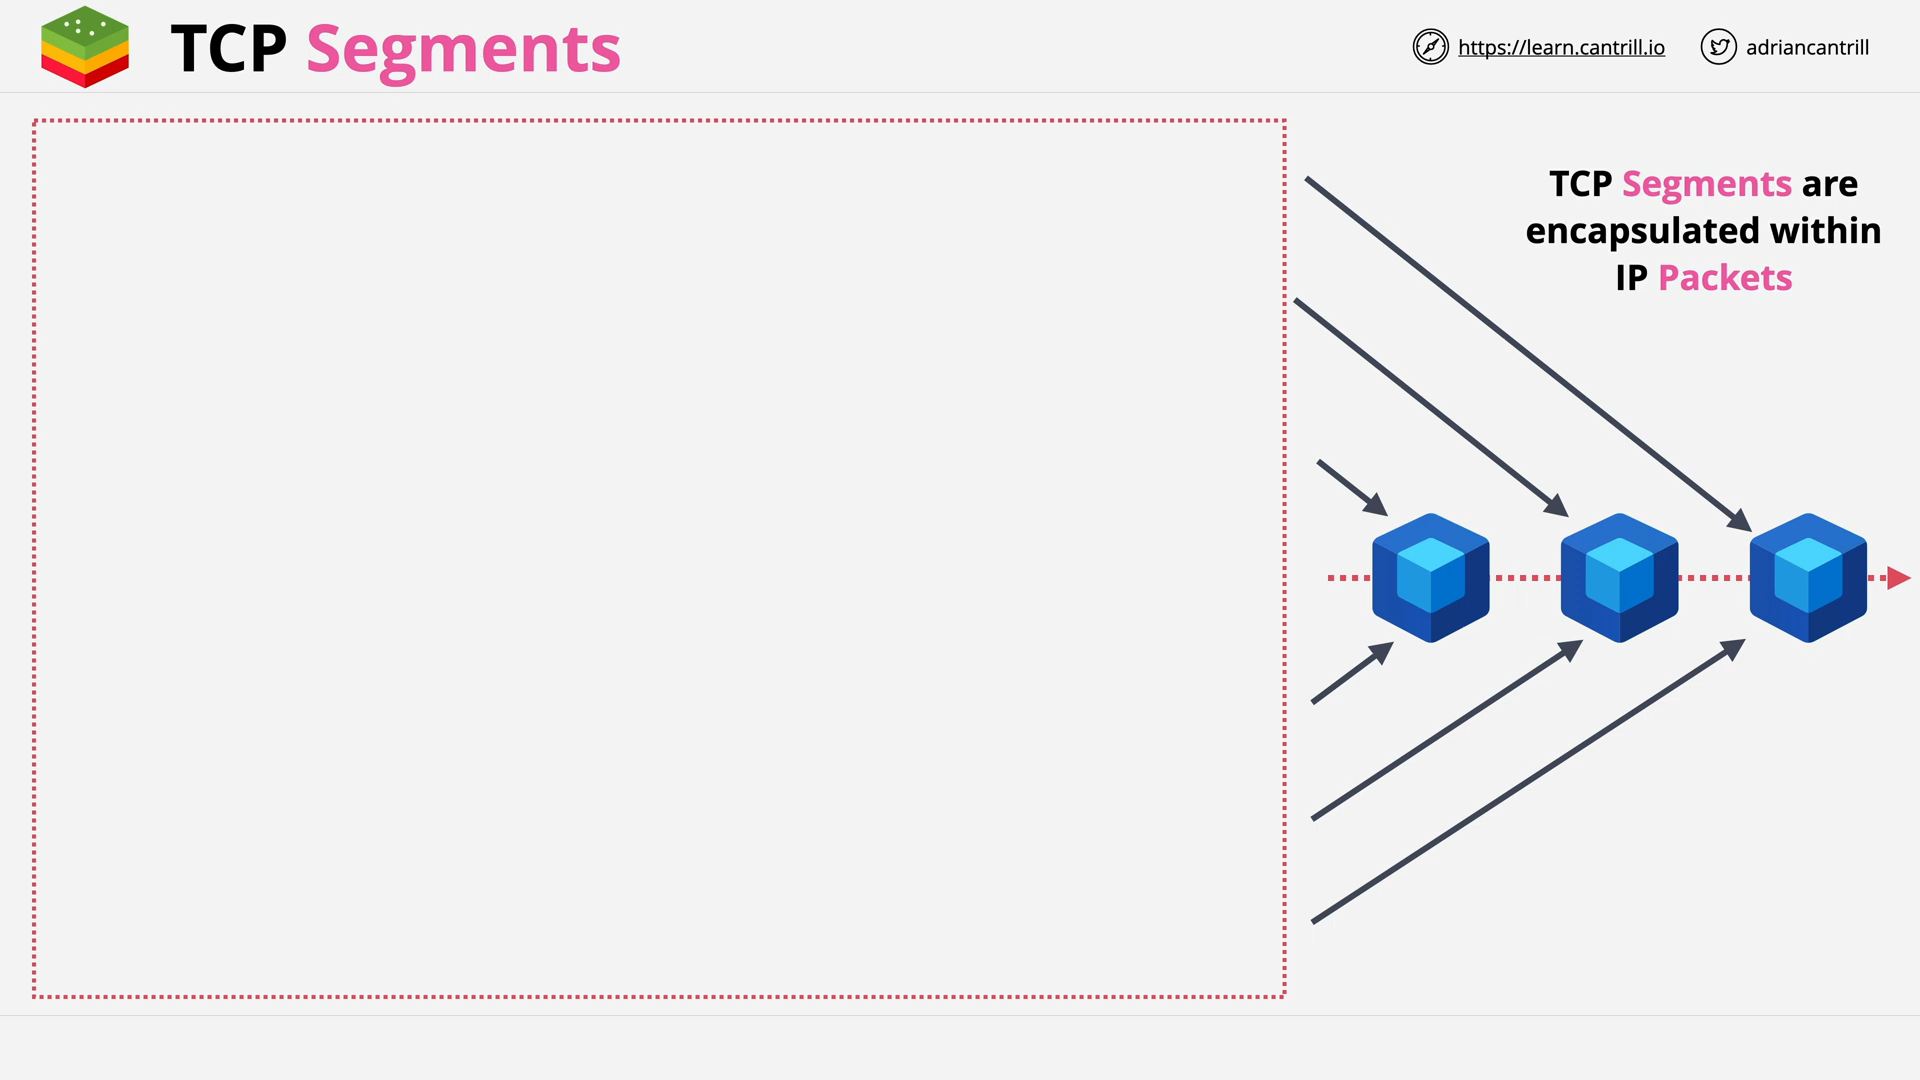 TCP Segments
https://learn.cantrill.io
adriancantrill
TCP Segments are
encapsulated within
IP Packets